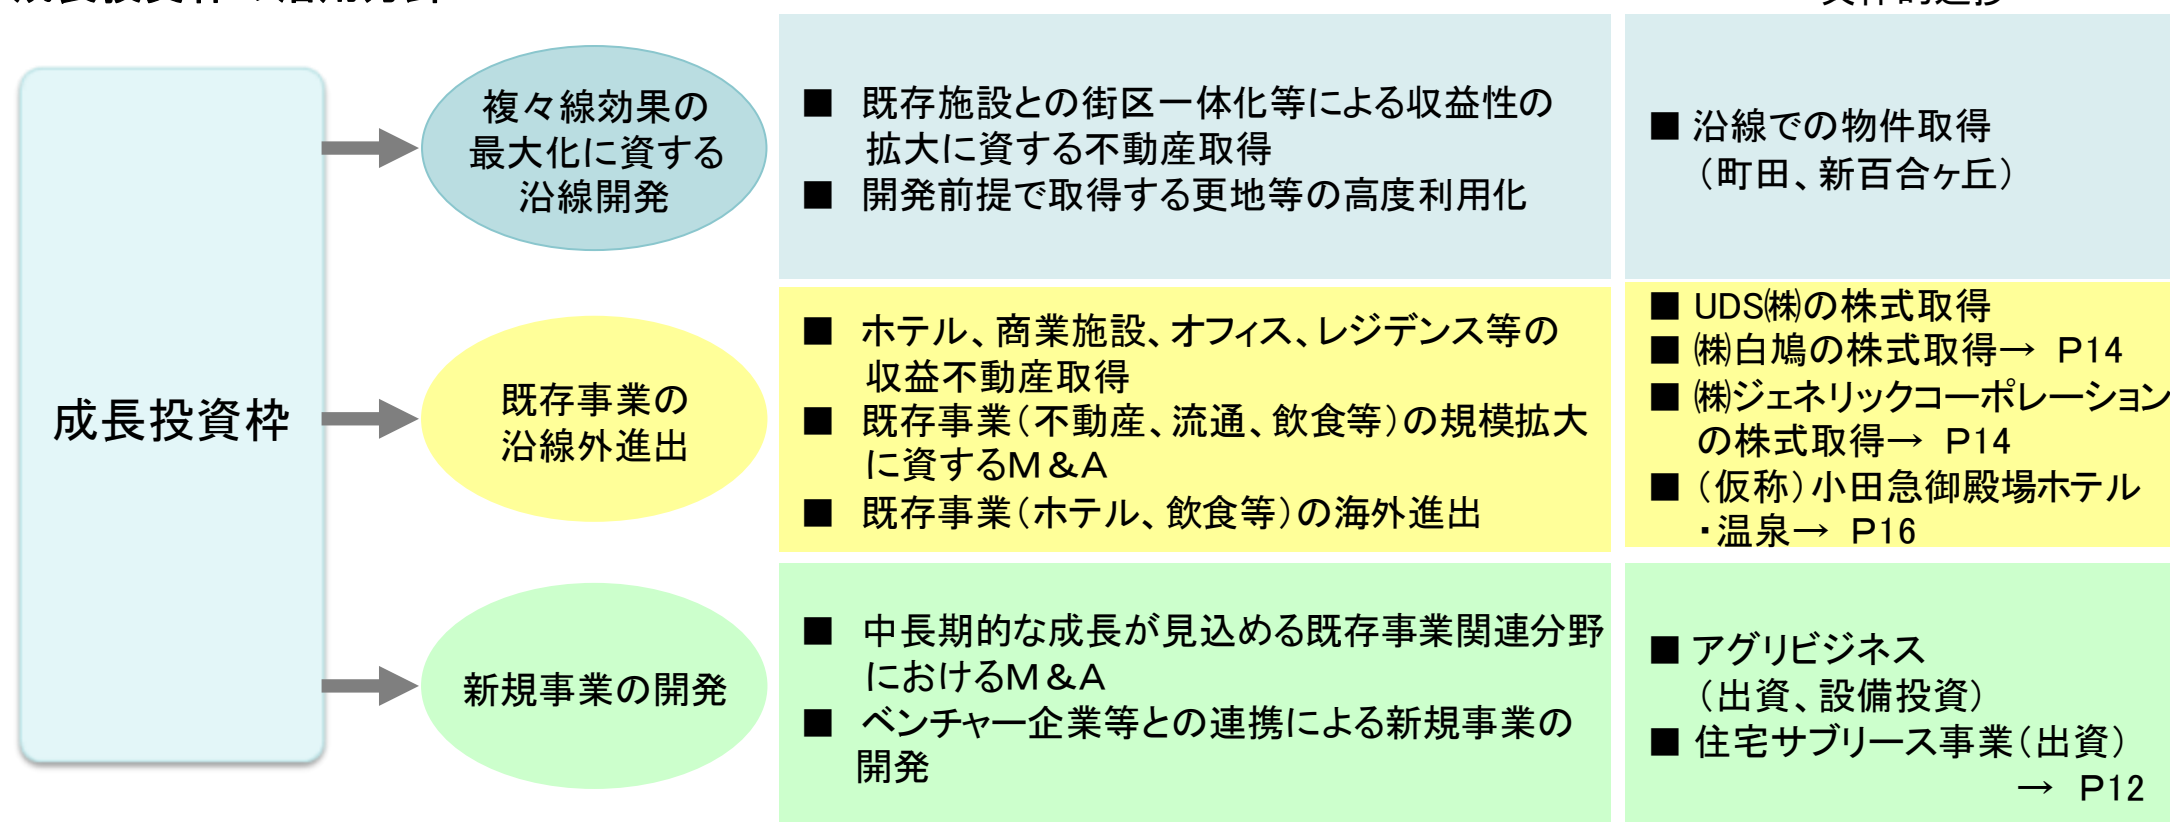 成長投資枠
複々線効果の
最大化に資する
沿線開発
■ 既存施設との街区一体化等による収益性の
拡大に資する不動産取得
■ 開発前提で取得する更地等の高度利用化
■ 沿線での物件取得
（町田、新百合ヶ丘）
既存事業の
沿線外進出
■ ホテル、商業施設、オフィス、レジデンス等の
収益不動産取得
■ 既存事業（不動産、流通、飲食等）の規模拡大
に資するＭ＆Ａ
■ 既存事業（ホテル、飲食等）の海外進出
■ UDS㈱の株式取得
■ ㈱白鳩の株式取得→ Ｐ14
■ ㈱ジェネリックコーポレーション
の株式取得→ Ｐ14
■ （仮称）小田急御殿場ホテル
・温泉→ Ｐ16
新規事業の開発
■ 中長期的な成長が見込める既存事業関連分野
におけるＭ＆Ａ
■ ベンチャー企業等との連携による新規事業の
開発
■ アグリビジネス
（出資、設備投資）
■ 住宅サブリース事業（出資）
→ Ｐ12